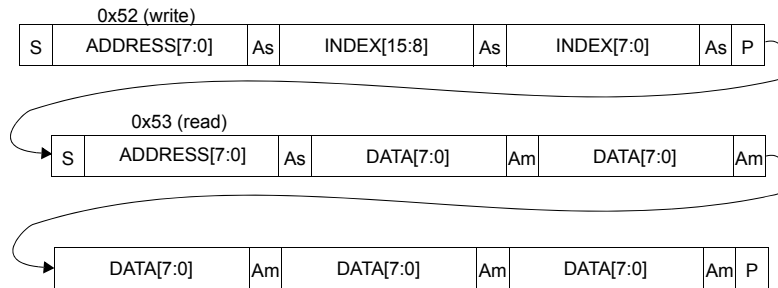 0x52 (write)
S ADDRESS[7:0] As INDEX[15:8] As INDEX[7:0] As P
0x53 (read)
S ADDRESS[7:0] As DATA[7:0] Am DATA[7:0] Am
DATA[7:0] Am DATA[7:0] Am DATA[7:0] Am P